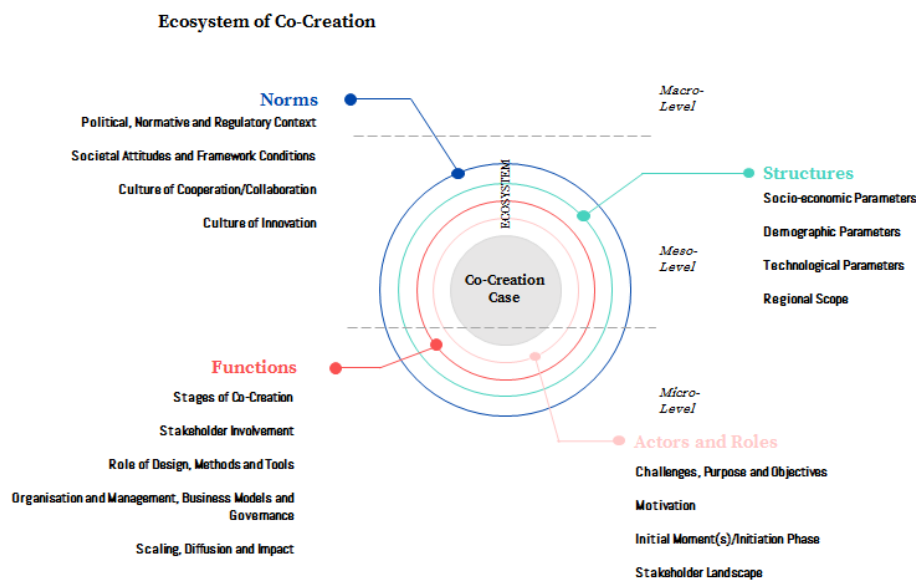 Ecosystem of Co-Creation
Norms
Political, Normative and Regulatory Context
Societal Attitudes and Framework Conditions
Culture of Cooperation/Collaboration
Culture of Innovation
Macro-
Level
ECOSYSTEM
Structures
Socio-economic Parameters
Demographic Parameters
Technological Parameters
Regional Scope
Meso-
Level
Co-Creation
Case
Functions
Stages of Co-Creation
Stakeholder Involvement
Role of Design, Methods and Tools
Organisation and Management, Business Models and
Governance
Scaling, Diffusion and Impact
Micro-
Level
Actors and Roles
Challenges, Purpose and Objectives
Motivation
Initial Moment(s)/Initiation Phase
Stakeholder Landscape